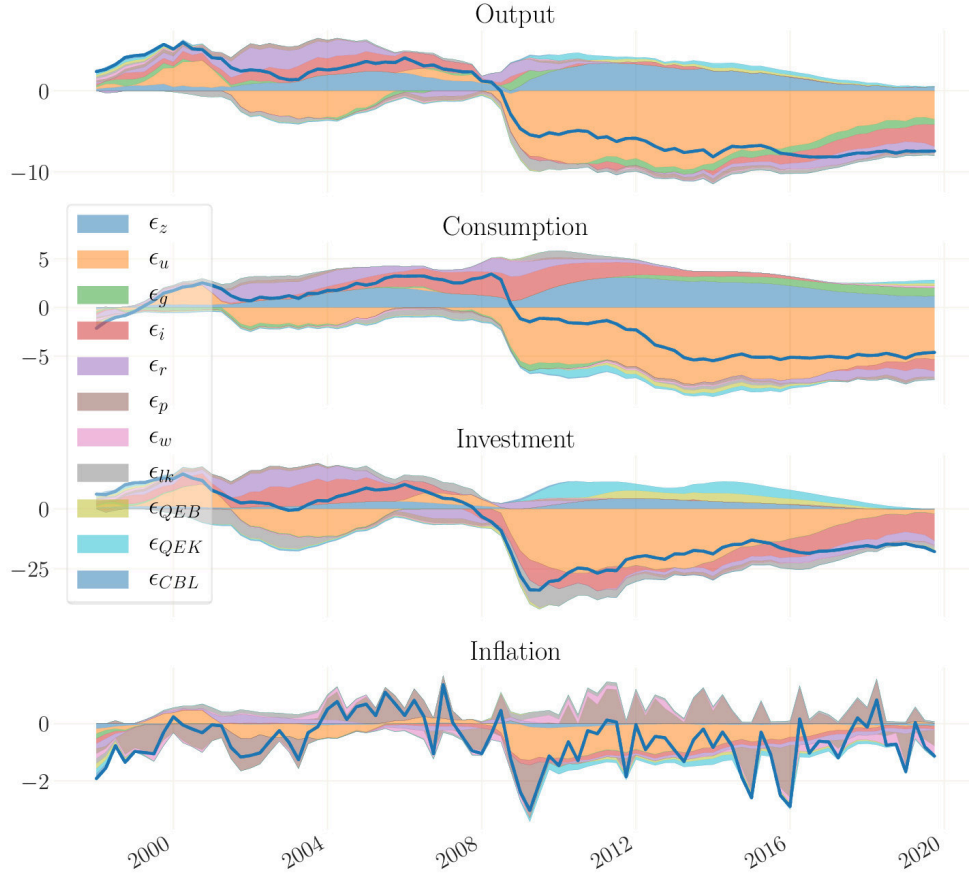 Output
0
−10
Consumption
5
0
−5
ϵz
ϵu
ϵg
ϵi
ϵr
ϵp
ϵw
ϵlk
ϵQEB
ϵQEK
ϵCBL
Investment
0
−25
Inflation
0
−2
2000
2004
2008
2012
2016
2020